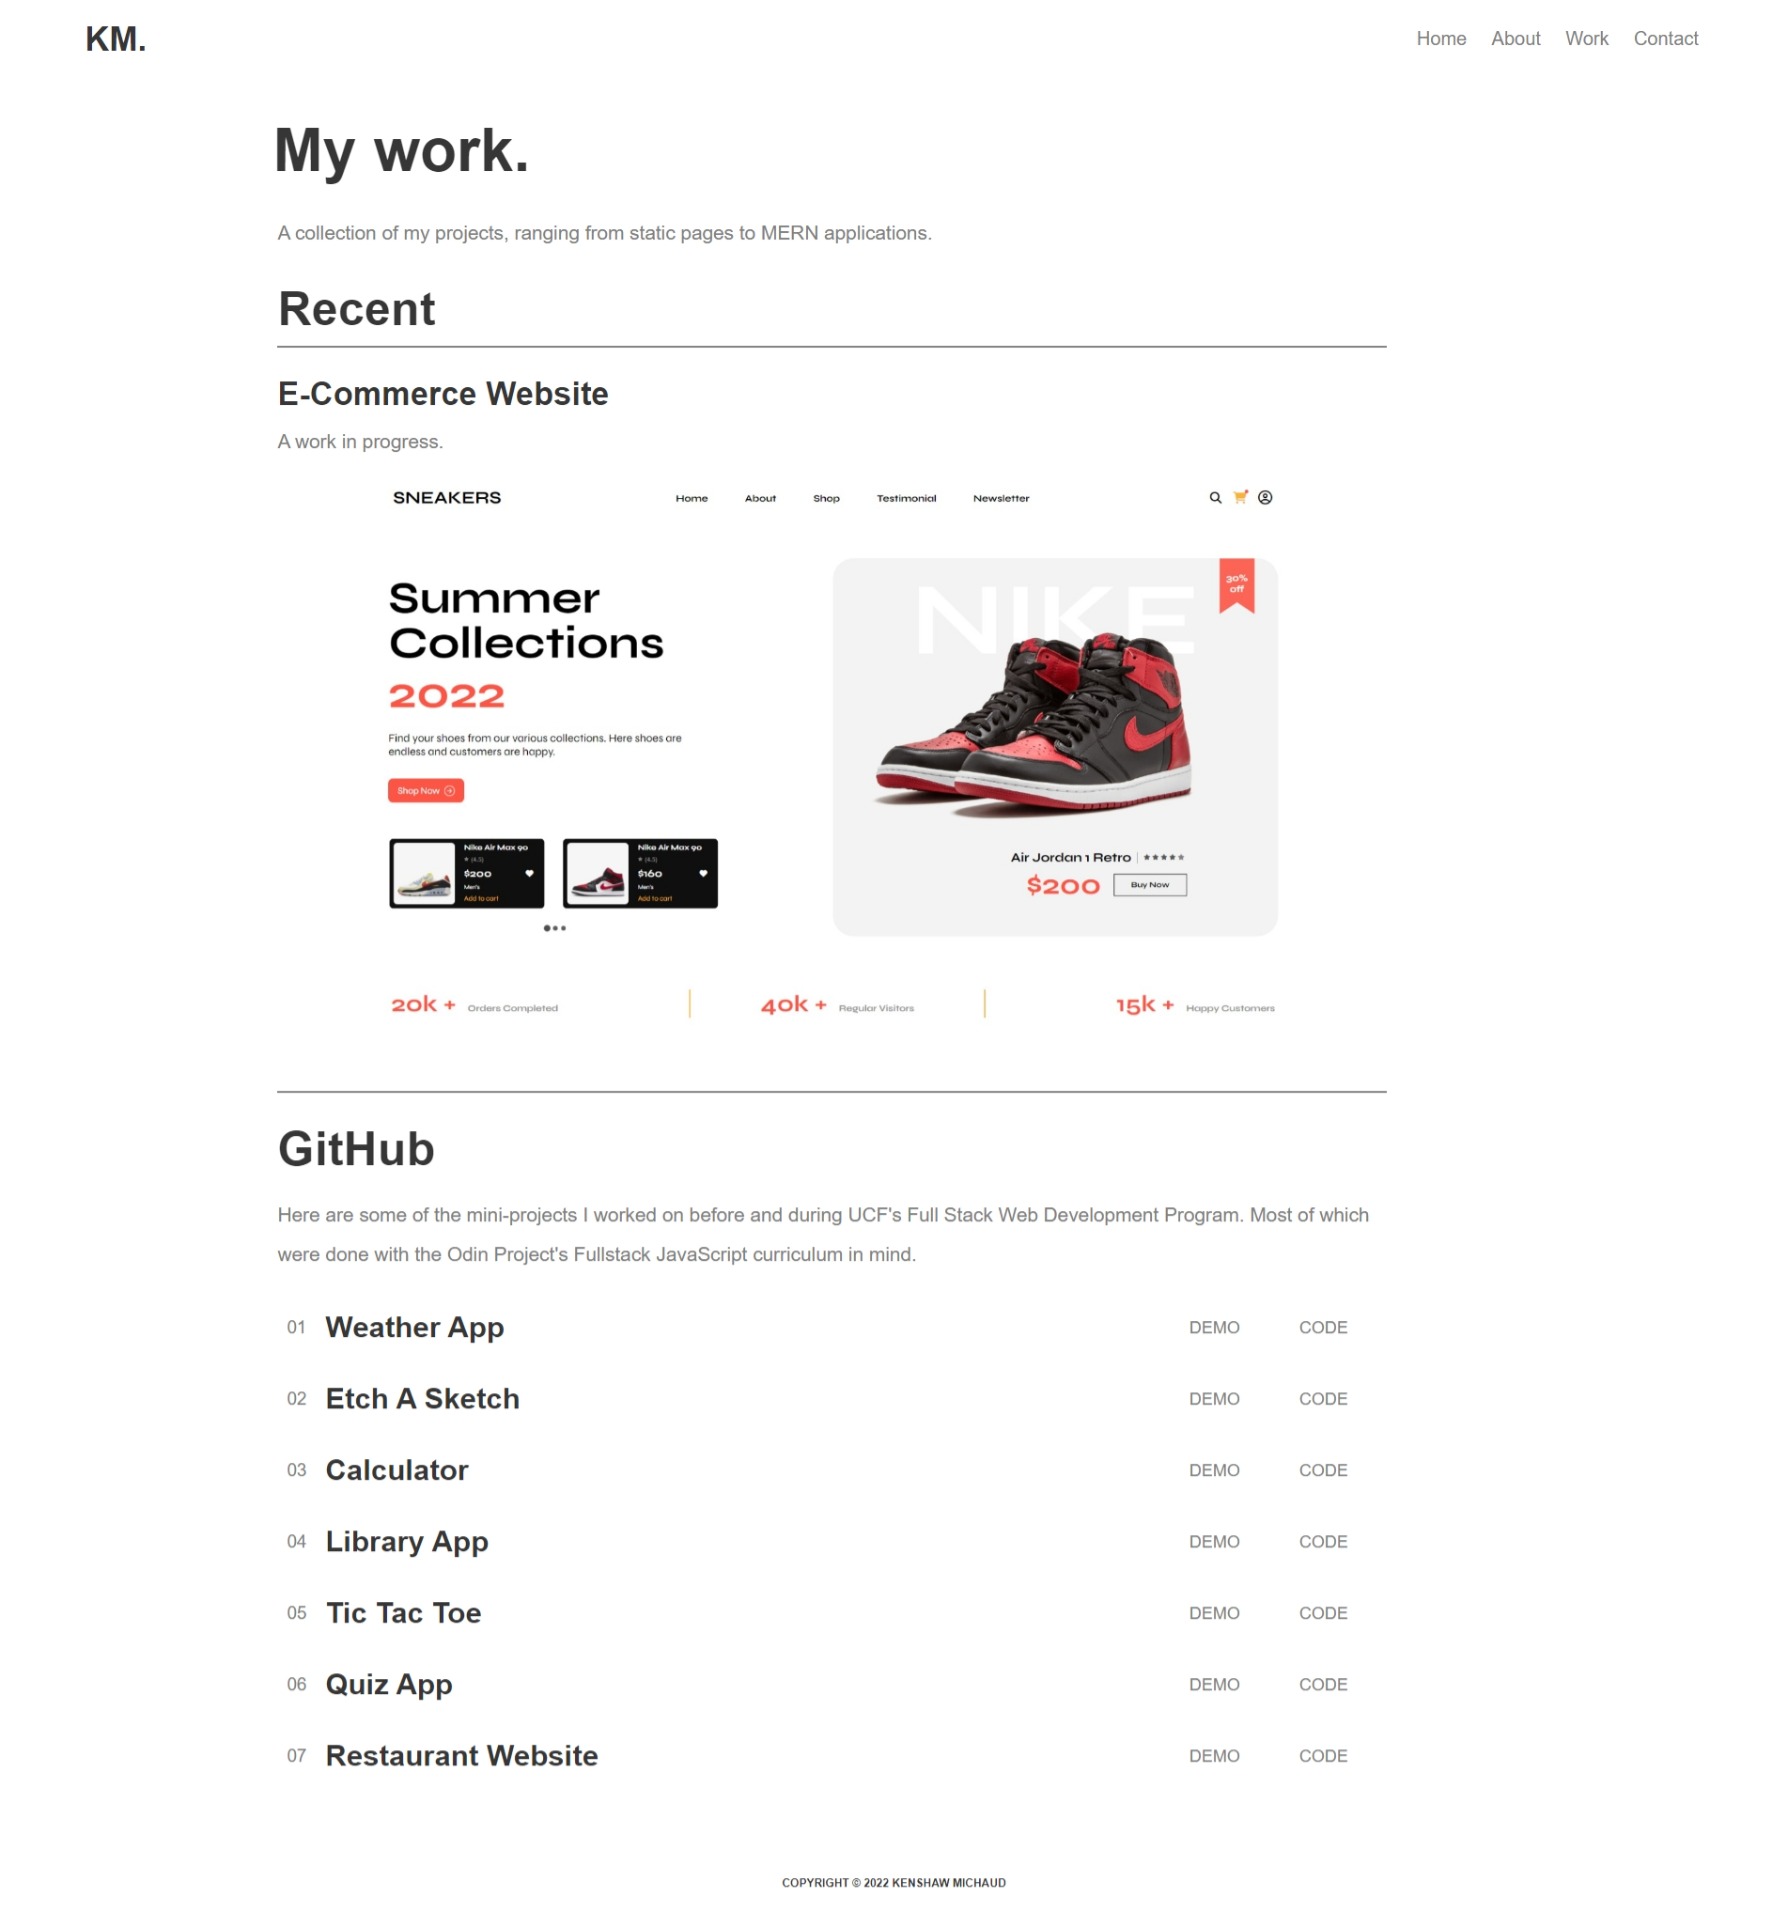 KM.
Home About Work Contact
My work.
A collection of my projects, ranging from static pages to MERN applications.
Recent
E-Commerce Website
A work in progress.
SNEAKERS Home About Shop Testimonial Newsletter
Summer
Collections
2022
Find your shoes from our various collections. Here shoes are
endless and customers are happy.
Shop Now
Nike Air Max 90
(4.5)
$200
Men's
Add to cart
Nike Air Max 90
(4.5)
$160
Men's
Add to cart
NIKE
30%
off
Air Jordan 1 Retro
$200 Buy Now
20k + Orders Completed
40k + Regular Visitors
15k + Happy Customers
GitHub
Here are some of the mini-projects I worked on before and during UCF's Full Stack Web Development Program. Most of which
were done with the Odin Project's Fullstack JavaScript curriculum in mind.
01 Weather App DEMO CODE
02 Etch A Sketch DEMO CODE
03 Calculator DEMO CODE
04 Library App DEMO CODE
05 Tic Tac Toe DEMO CODE
06 Quiz App DEMO CODE
07 Restaurant Website DEMO CODE
COPYRIGHT © 2022 KENSHAW MICHAUD